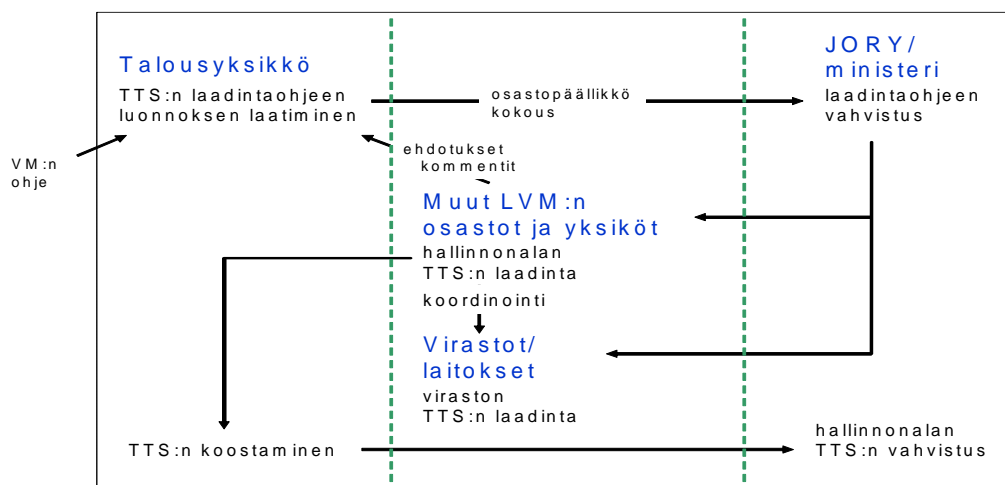 Talousyksikkö
TTS:n laadintaohjeen
luonnoksen laatiminen
VM:n
ohje
osastopäällikkö
kokous
JORY/
ministeri
laadintaohjeen
vahvistus
ehdotukset
kommentit
Muut LVM:n
osastot ja yksiköt
hallinnonalan
TTS:n laadinta
koordinointi
Virastot/
laitokset
viraston
TTS:n laadinta
TTS:n koostaminen
hallinnonalan
TTS:n vahvistus